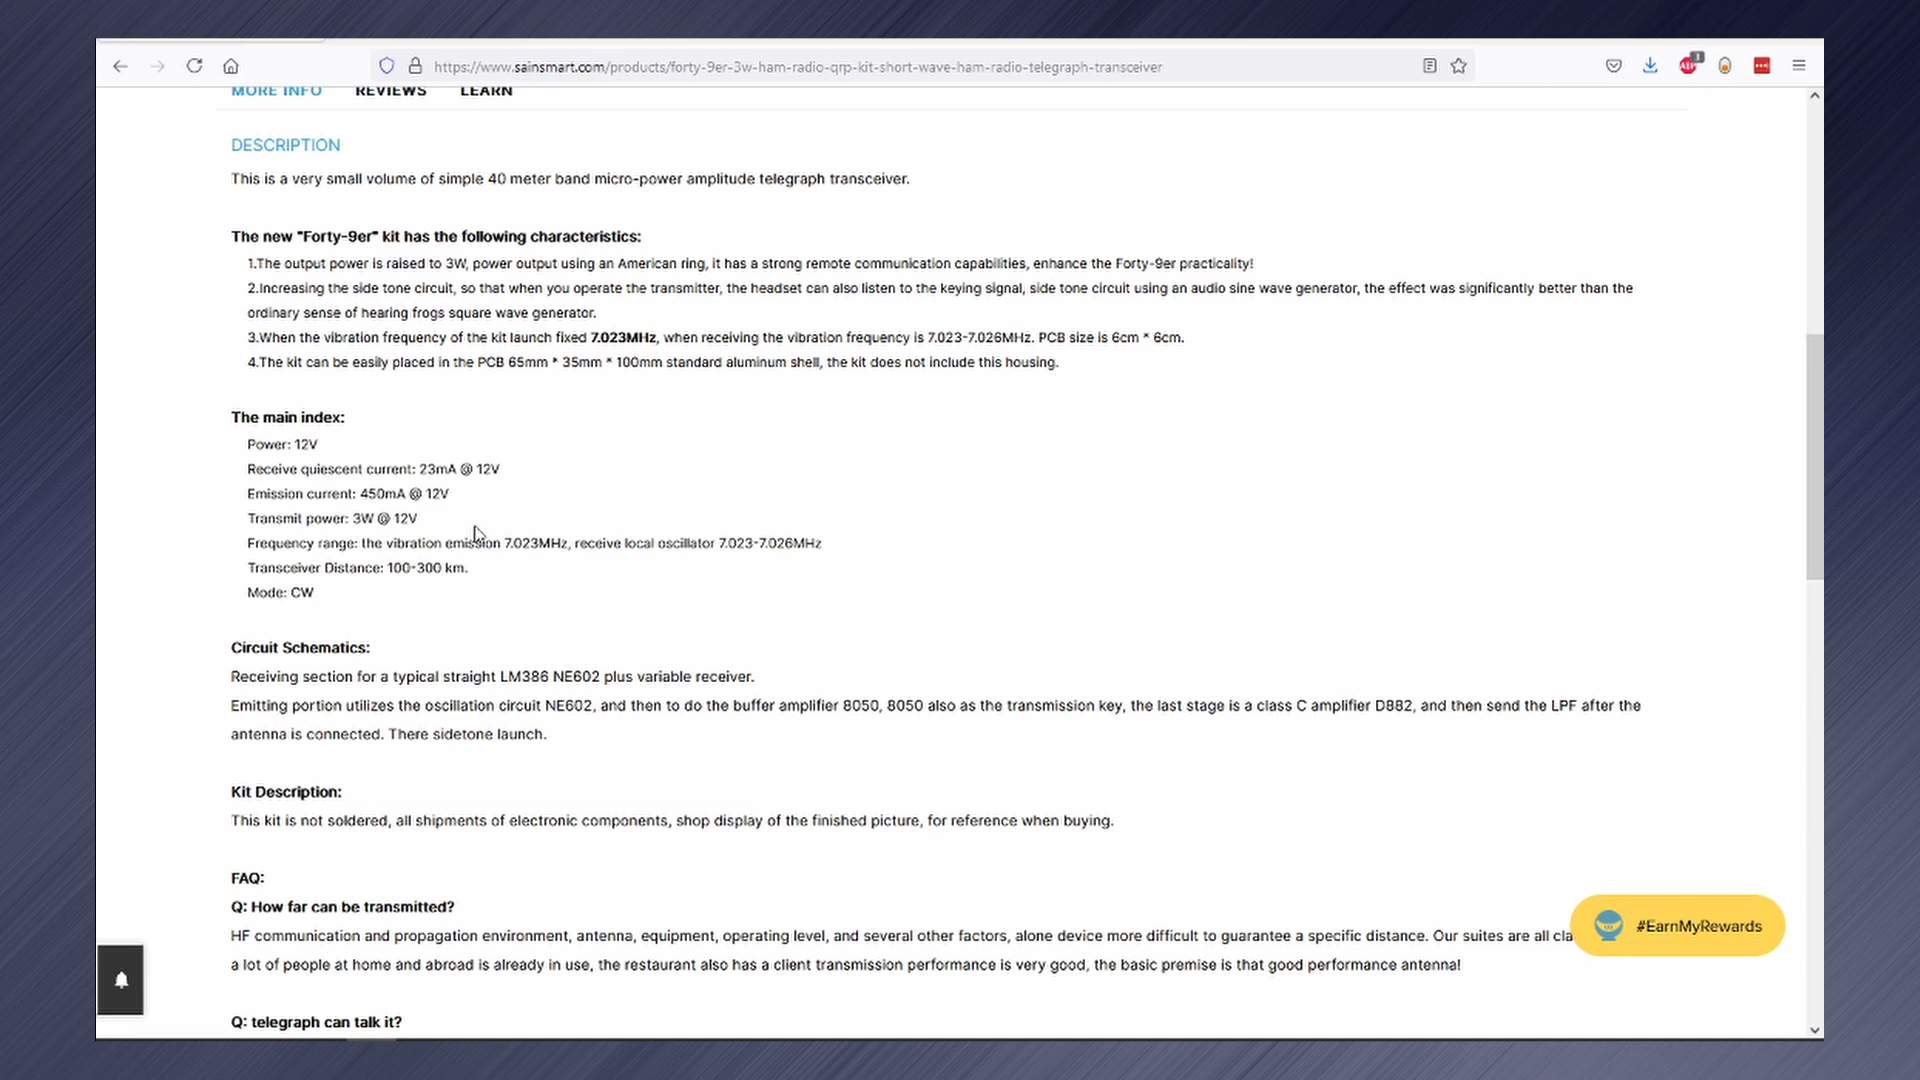 https://www.sainsmart.com/products/forty-9er-3w-ham-radio-qrp-kit-short-wave-ham-radio-telegraph-transceiver
ABP 1
MORE INFO REVIEWS LEARN
DESCRIPTION
This is a very small volume of simple 40 meter band micro-power amplitude telegraph transceiver.
The new "Forty-9er" kit has the following characteristics:
1.The output power is raised to 3W, power output using an American ring, it has a strong remote communication capabilities, enhance the Forty-9er practicality!
2.Increasing the side tone circuit, so that when you operate the transmitter, the headset can also listen to the keying signal, side tone circuit using an audio sine wave generator, the effect was significantly better than the
ordinary sense of hearing frogs square wave generator.
3.When the vibration frequency of the kit launch fixed 7.023MHz, when receiving the vibration frequency is 7.023-7.026MHz. PCB size is 6cm * 6cm.
4.The kit can be easily placed in the PCB 65mm * 35mm * 100mm standard aluminum shell, the kit does not include this housing.
The main index:
Power: 12V
Receive quiescent current: 23mA @ 12V
Emission current: 450mA @ 12V
Transmit power: 3W @ 12V
Frequency range: the vibration emission 7.023MHz, receive local oscillator 7.023-7.026MHz
Transceiver Distance: 100-300 km.
Mode: CW
Circuit Schematics:
Receiving section for a typical straight LM386 NE602 plus variable receiver.
Emitting portion utilizes the oscillation circuit NE602, and then to do the buffer amplifier 8050, 8050 also as the transmission key, the last stage is a class C amplifier D882, and then send the LPF after the
antenna is connected. There sidetone launch.
Kit Description:
This kit is not soldered, all shipments of electronic components, shop display of the finished picture, for reference when buying.
FAQ:
Q: How far can be transmitted?
HF communication and propagation environment, antenna, equipment, operating level, and several other factors, alone device more difficult to guarantee a specific distance. Our suites are all cla
a lot of people at home and abroad is already in use, the restaurant also has a client transmission performance is very good, the basic premise is that good performance antenna!
#EarnMyRewards
Q: telegraph can talk it?